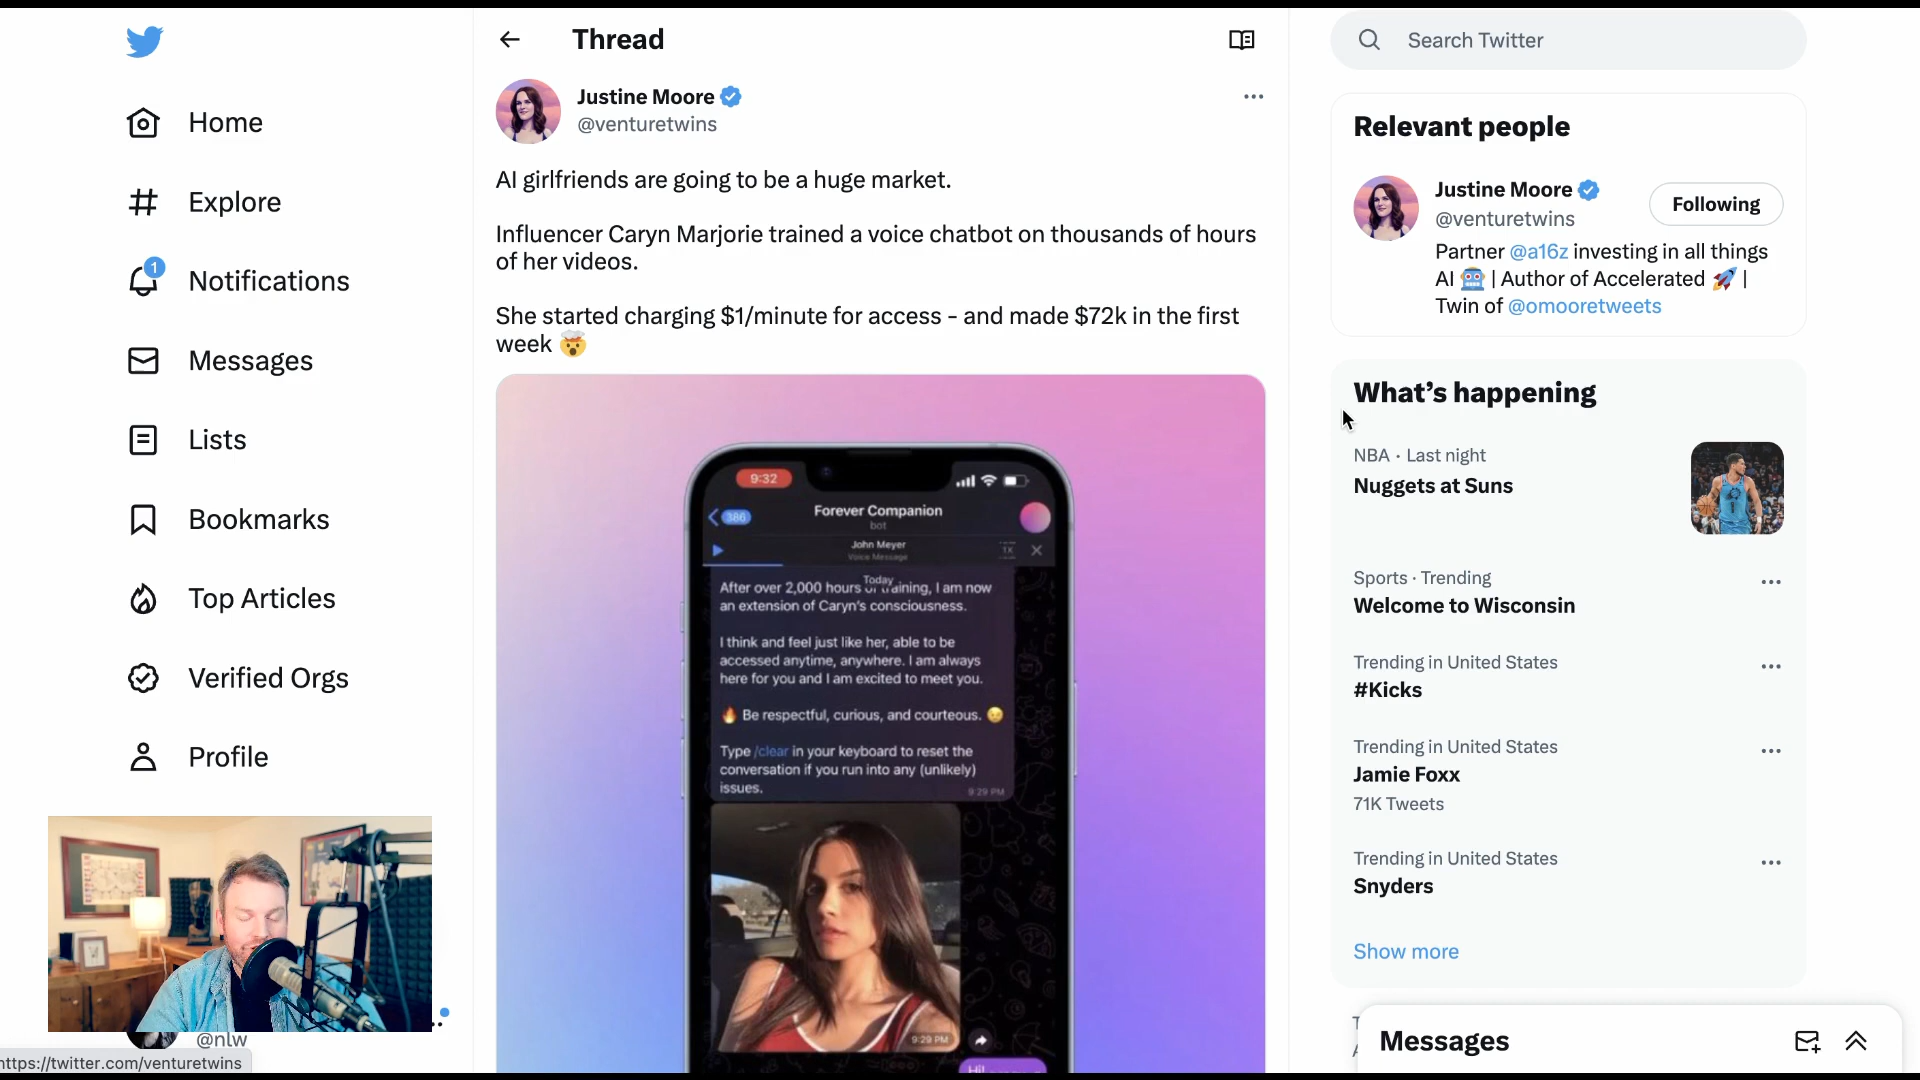 Home
Explore
1
Notifications
Messages
Lists
Bookmarks
Top Articles
Verified Orgs
Profile
@nlw
https://twitter.com/venturetwins
Thread
Justine Moore
@venturetwins
AI girlfriends are going to be a huge market.
Influencer Caryn Marjorie trained a voice chatbot on thousands of hours
of her videos.
She started charging $1/minute for access - and made $72k in the first
week 🤯
9:32
386
Forever Companion
bot
John Meyer
Voice Message
1X
Today
After over 2,000 hours of training, I am now
an extension of Caryn's consciousness.
I think and feel just like her, able to be
accessed anytime, anywhere. I am always
here for you and I am excited to meet you.
🔥 Be respectful, curious, and courteous. 😉
Type /clear in your keyboard to reset the
conversation if you run into any (unlikely)
issues.
9:29 PM
9:29 PM
Search Twitter
Relevant people
Justine Moore
@venturetwins
Following
Partner @a16z investing in all things
AI 🤖 | Author of Accelerated 🚀 |
Twin of @omooretweets
What's happening
NBA · Last night
Nuggets at Suns
Sports · Trending
Welcome to Wisconsin
Trending in United States
#Kicks
Trending in United States
Jamie Foxx
71K Tweets
Trending in United States
Snyders
Show more
Messages